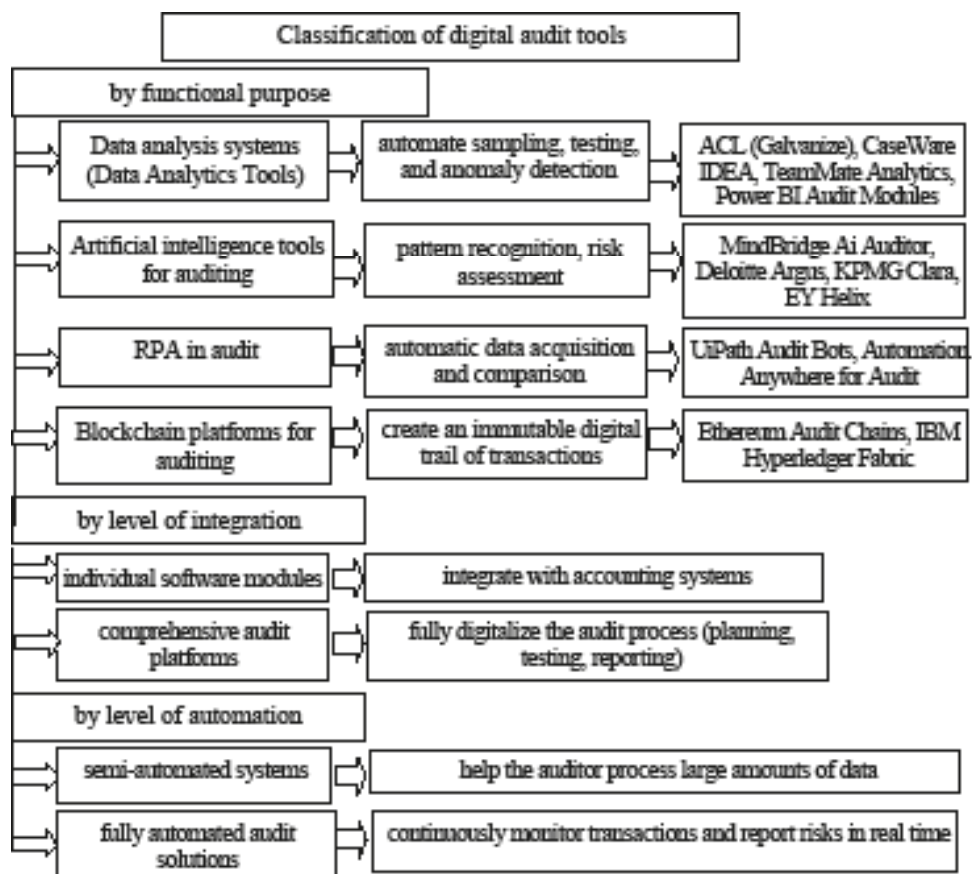 Classification of digital audit tools
by functional purpose
Data analysis systems
(Data Analytics Tools)
automate sampling, testing,
and anomaly detection
ACL (Galvanize), CaseWare
IDEA, TeamMate Analytics,
Power BI Audit Modules
Artificial intelligence tools
for auditing
pattern recognition, risk
assessment
MindBridge Ai Auditor,
Deloitte Argus, KPMG Clara,
EY Helix
RPA in audit
automatic data acquisition
and comparison
UiPath Audit Bots, Automation
Anywhere for Audit
Blockchain platforms for
auditing
create an immutable digital
trail of transactions
Ethereum Audit Chains, IBM
Hyperledger Fabric
by level of integration
individual software modules
integrate with accounting systems
comprehensive audit
platforms
fully digitalize the audit process (planning,
testing, reporting)
by level of automation
semi-automated systems
help the auditor process large amounts of data
fully automated audit
solutions
continuously monitor transactions and report risks in real time